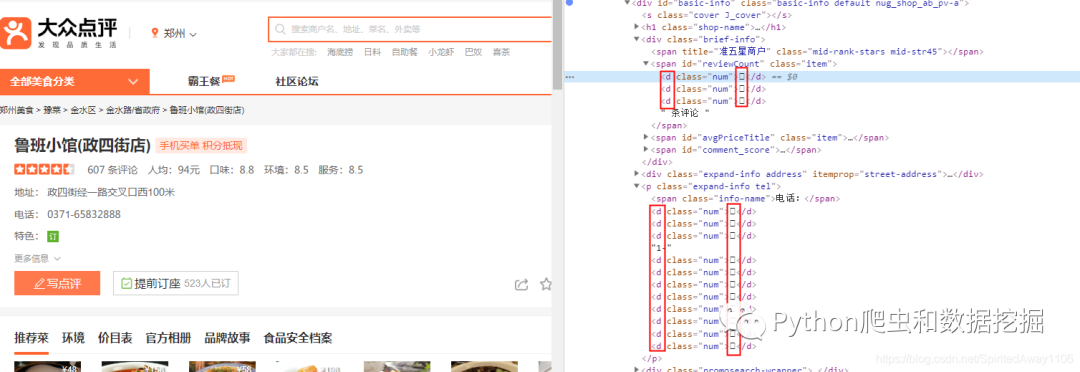 大众点评
发现品质生活
郑州
搜索商户名、地址、菜名、外卖等
大家都在搜： 海底捞 日料 自助餐 小龙虾 巴奴 喜茶
全部美食分类 霸王餐 HOT 社区论坛
郑州美食 > 豫菜 > 金水区 > 金水路/省政府 > 鲁班小馆(政四街店)
鲁班小馆(政四街店) 手机买单 积分抵现
607 条评论 人均：94元 口味：8.8 环境：8.5 服务：8.5
地址： 政四街经一路交叉口西100米
电话： 0371-65832888
特色： 订
更多信息
写点评 提前订座 523人已订
推荐菜 环境 价目表 官方相册 品牌故事 食品安全档案
¥48 ¥58
<div id="basic-info" class="basic-info default nug_shop_ab_pv-a">
<s class="cover J_cover"></s>
<h1 class="shop-name">…</h1>
<div class="brief-info">
<span title="准五星商户" class="mid-rank-stars mid-str45"></span>
<span id="reviewCount" class="item">
<d class="num">□</d> == $0
<d class="num">□</d>
<d class="num">□</d>
" 条评论 "
</span>
<span id="avgPriceTitle" class="item">…</span>
<span id="comment_score">…</span>
</div>
<div class="expand-info address" itemprop="street-address">…</div>
<p class="expand-info tel">
<span class="info-name">电话：</span>
<d class="num">□</d>
<d class="num">□</d>
<d class="num">□</d>
"1-"
<d class="num">□</d>
<d class="num">□</d>
<d class="num">□</d>
<d class="num">□</d>
<d class="num">□</d>
<d class="num">□</d>
<d class="num">□</d>
<d class="num">□</d>
</p>
<div class="promosearch-wrapper">…</div>
Python爬虫和数据挖掘
https://blog.csdn.net/SpiritedAway1106